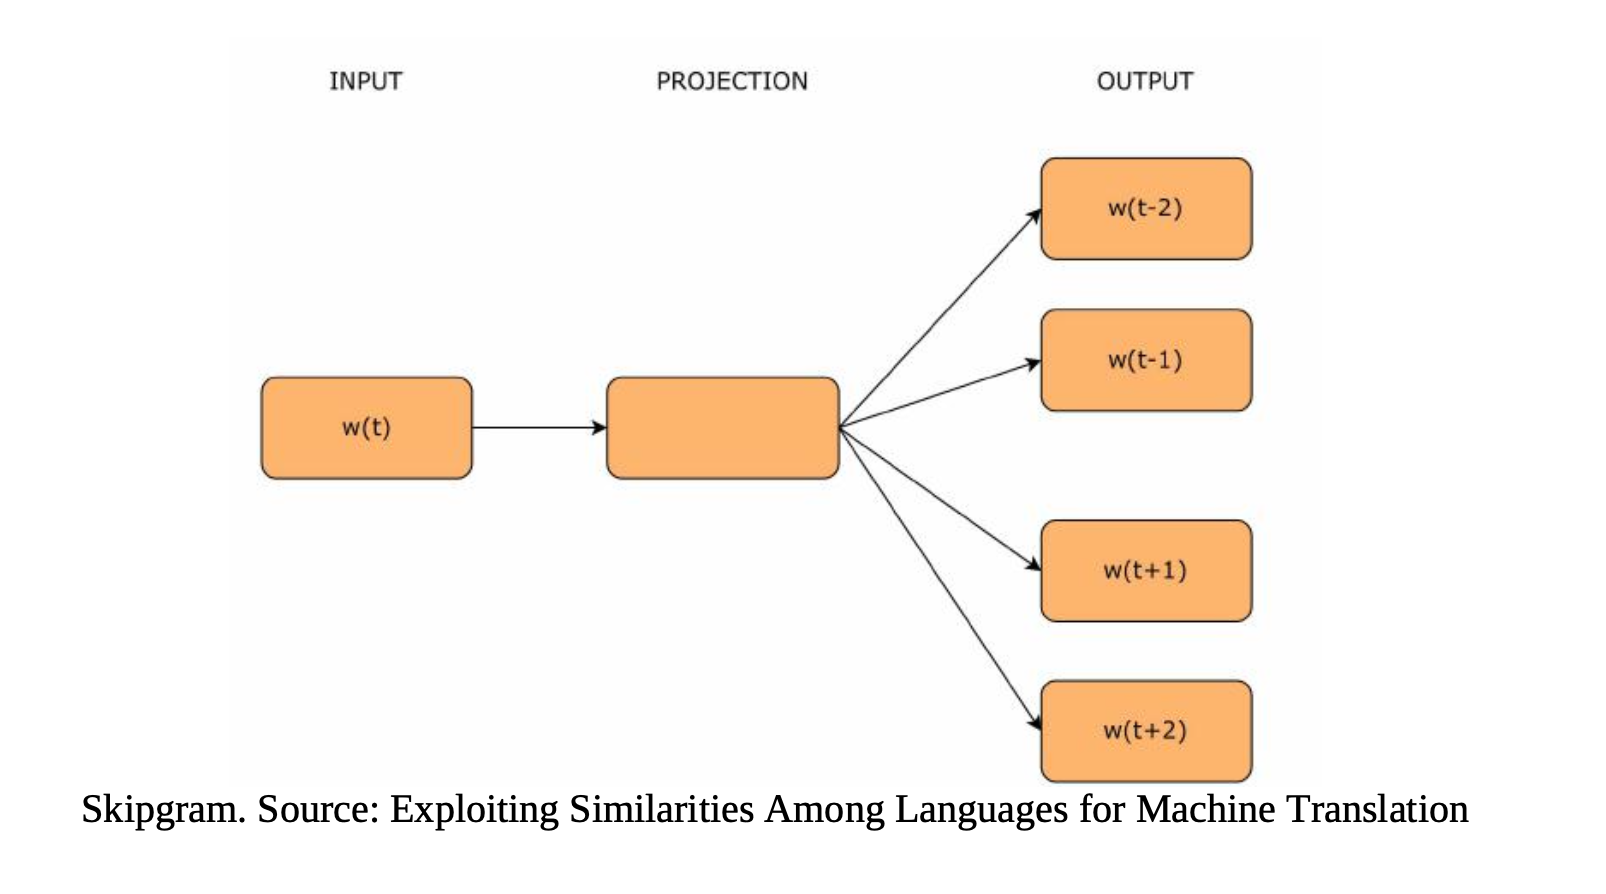 INPUT PROJECTION OUTPUT
w(t-2)
w(t-1)
w(t)
w(t+1)
w(t+2)
Skipgram. Source: Exploiting Similarities Among Languages for Machine Translation